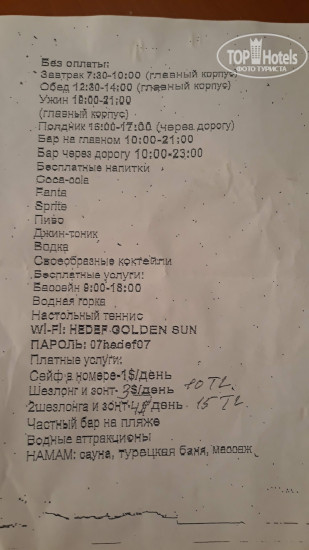 TOP Hotels
ФОТО ТУРИСТА
Без оплаты:
Завтрак 7:30-10:00 (главный корпус)
Обед 12:30-14:00 (главный корпус)
Ужин 19:00-21:00
(главный корпус)
Полдник 16:00-17:00 (через дорогу)
Бар на главном 10:00-21:00
Бар через дорогу 10:00-23:00
Бесплатные напитки
Coca-cola
Fanta
Sprite
Пиво
Джин-тоник
Водка
Своеобразные коктейли
Бесплатные услуги:
Бассейн 9:00-18:00
Водная горка
Настольный теннис
Wi-Fi: HEDEF GOLDEN SUN
ПАРОЛЬ: 07hedef07
Платные услуги:
Сейф в номере-1$/день
Шезлонг и зонт- 3$/день 10 TL.
2шезлонга и зонт-4$/день 15 TL
Частный бар на пляже
Водные аттракционы
HAMAM: сауна, турецкая баня, массаж